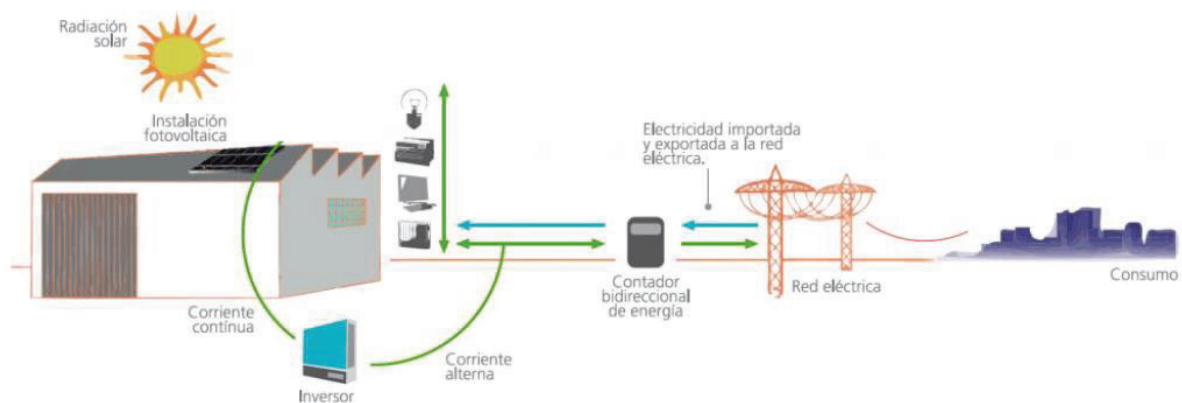 Radiación
solar
Instalación
fotovoltaica
Electricidad importada
y exportada a la red
eléctrica.
Contador
bidireccional
de energía
Red eléctrica
Consumo
Corriente
contínua
Corriente
alterna
Inversor